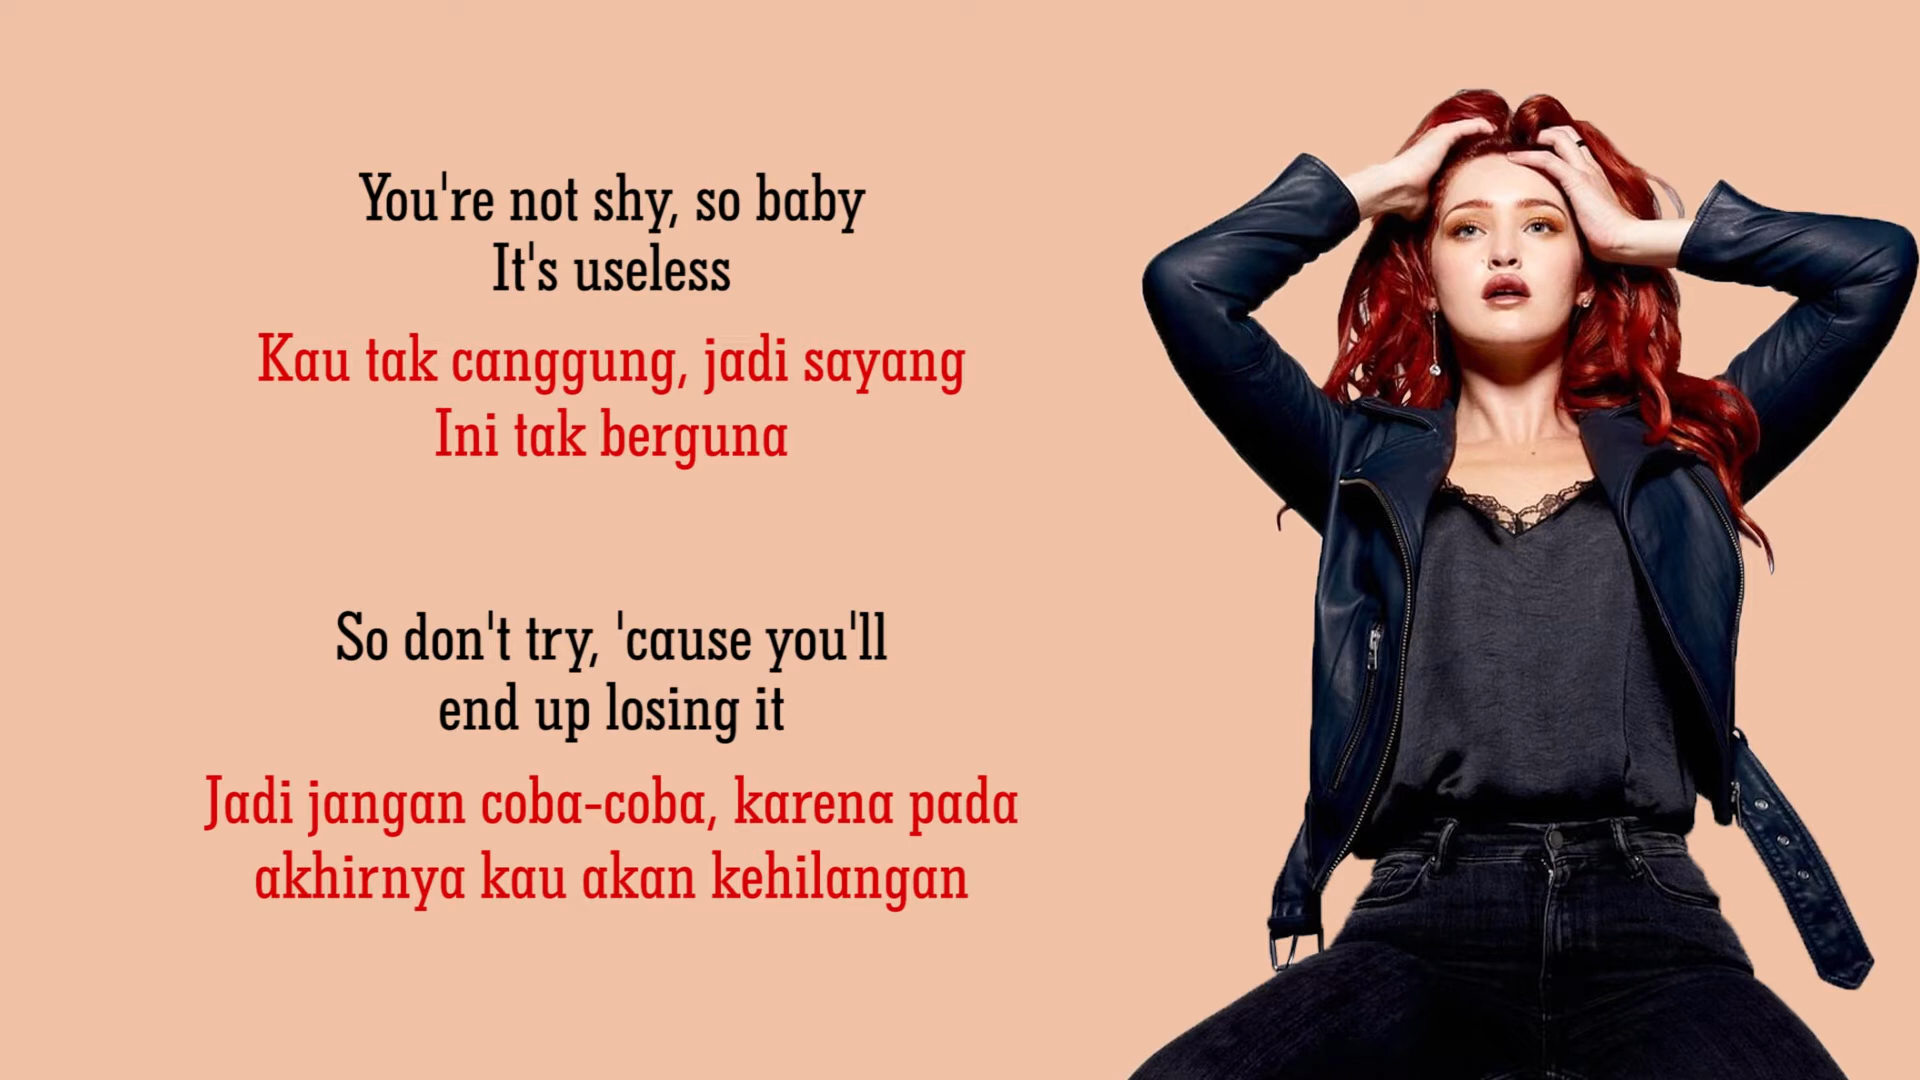 You're not shy, so baby
It's useless
Kau tak canggung, jadi sayang
Ini tak berguna
So don't try, 'cause you'll
end up losing it
Jadi jangan coba-coba, karena pada
akhirnya kau akan kehilangan